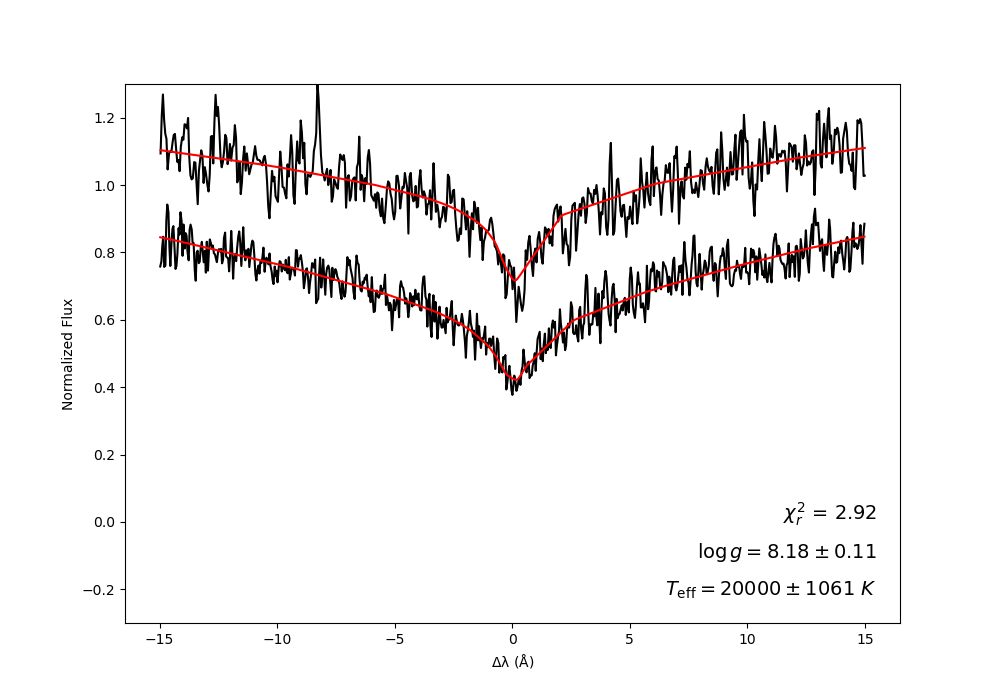 1.2
1.0
0.8
0.6
0.4
0.2
0.0
−0.2
Normalized Flux
χ²ᵣ = 2.92
log g = 8.18 ± 0.11
T_eff = 20000 ± 1061 K
−15 −10 −5 0 5 10 15
Δλ (Å)